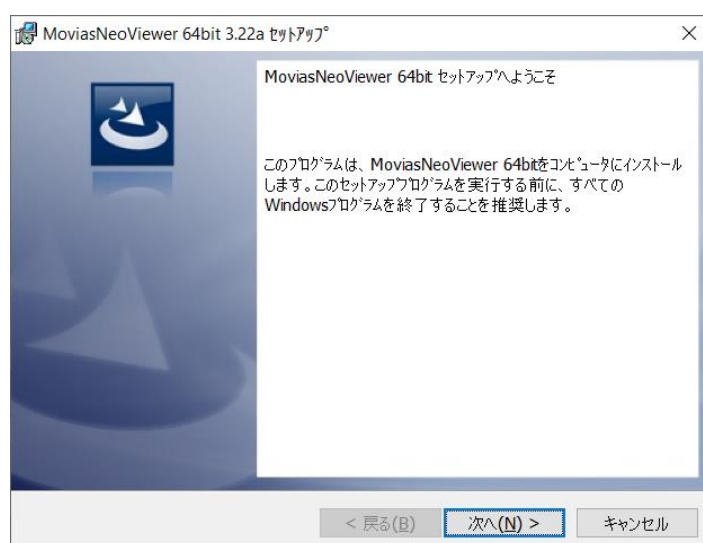 MoviasNeoViewer 64bit 3.22a ｾｯﾄｱｯﾌﾟ
MoviasNeoViewer 64bit ｾｯﾄｱｯﾌﾟへようこそ
このﾌﾟﾛｸﾞﾗﾑは、MoviasNeoViewer 64bitをｺﾝﾋﾟｭｰﾀにインストール
します。このｾｯﾄｱｯﾌﾟﾌﾟﾛｸﾞﾗﾑを実行する前に、すべての
Windowsﾌﾟﾛｸﾞﾗﾑを終了することを推奨します。
< 戻る(B)
次へ(N) >
キャンセル